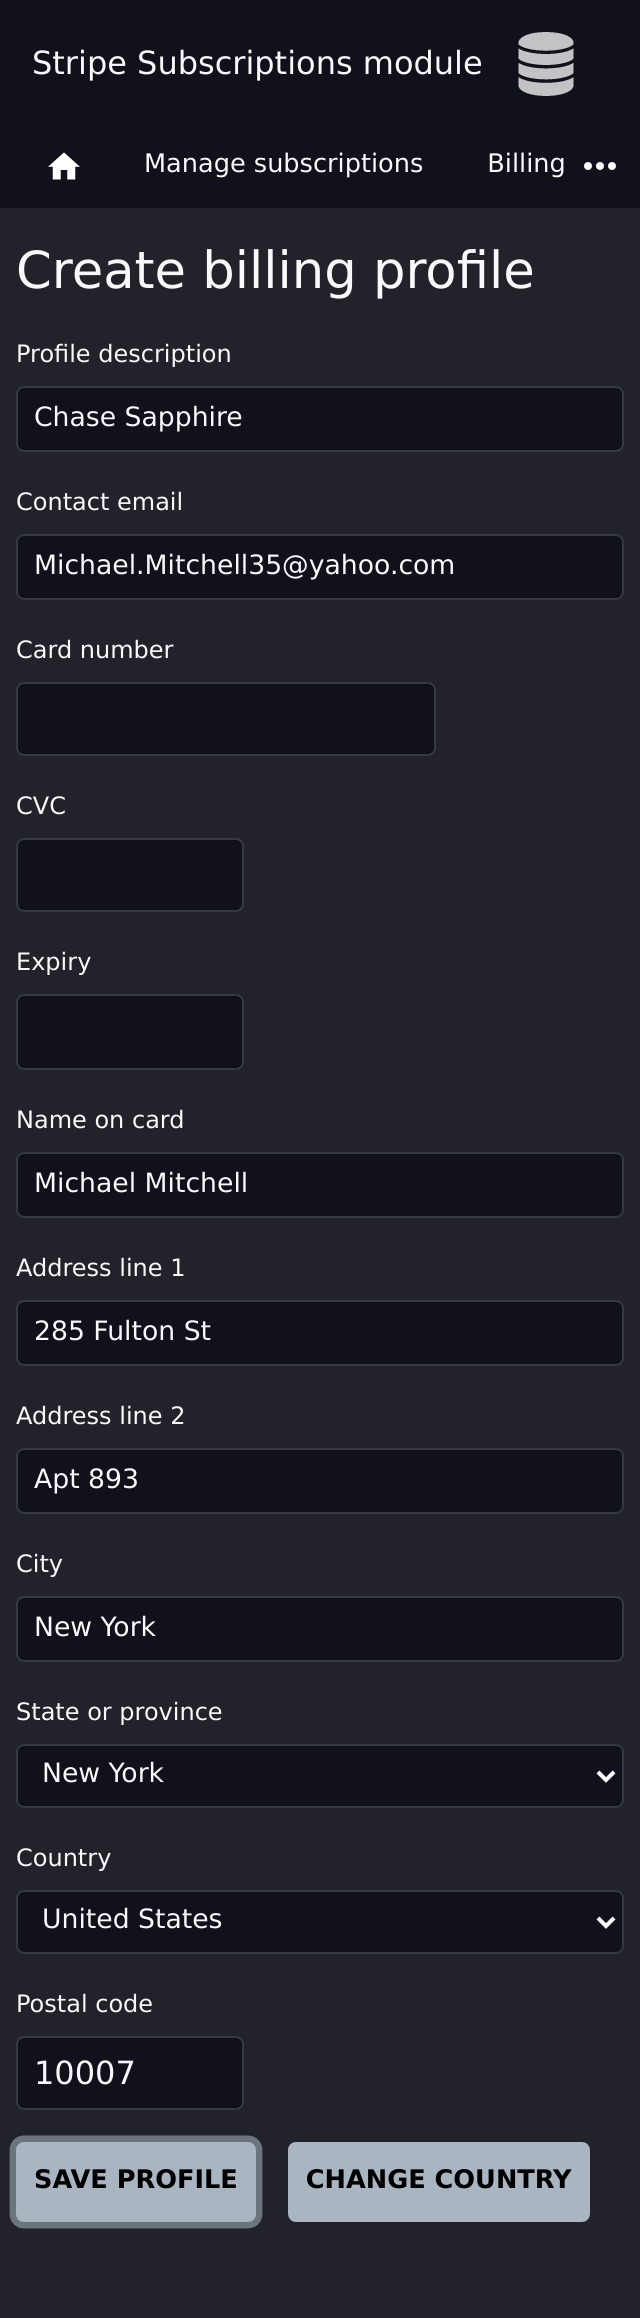 Stripe Subscriptions module
Manage subscriptions Billing
Create billing profile
Profile description
Chase Sapphire
Contact email
Michael.Mitchell35@yahoo.com
Card number
CVC
Expiry
Name on card
Michael Mitchell
Address line 1
285 Fulton St
Address line 2
Apt 893
City
New York
State or province
New York
Country
United States
Postal code
10007
SAVE PROFILE CHANGE COUNTRY